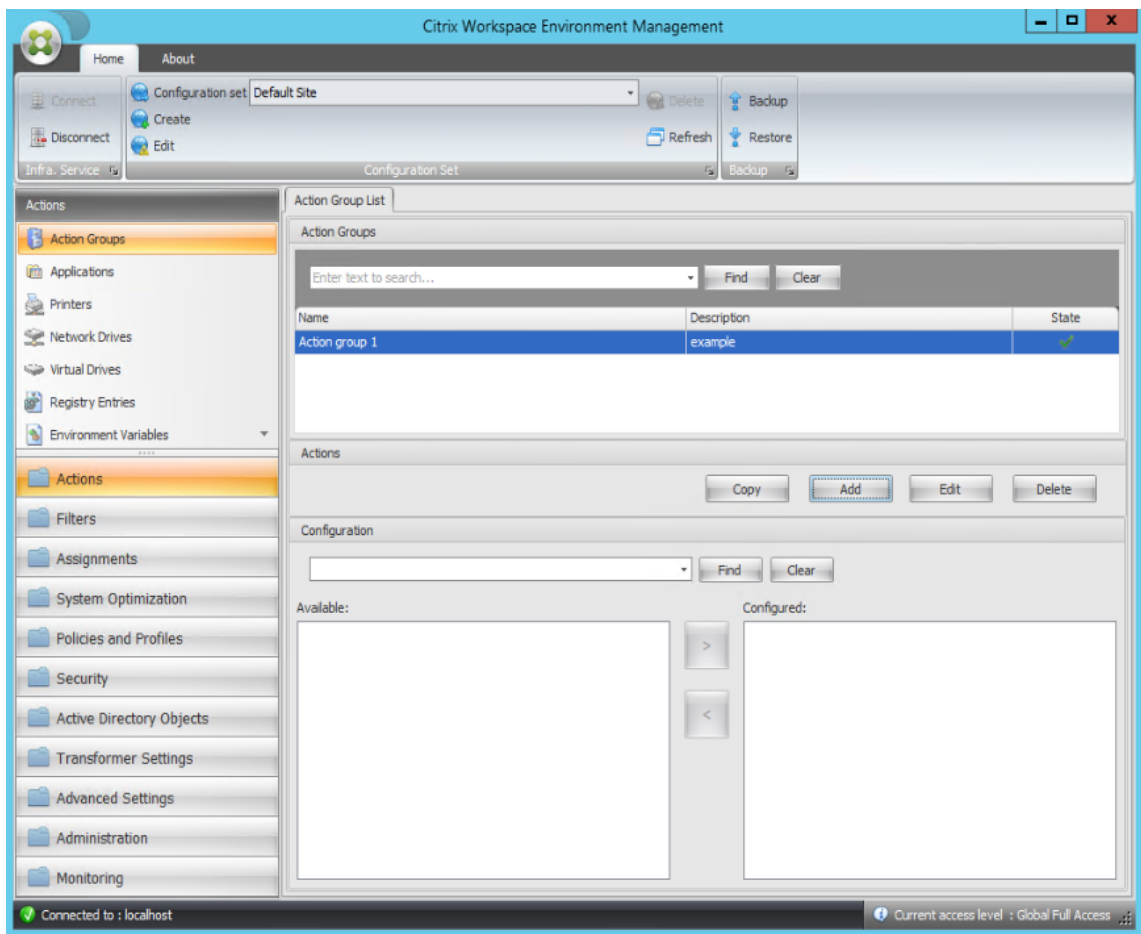 Citrix Workspace Environment Management
Home About
Connect
Disconnect
Infra. Service
Configuration set Default Site
Create
Edit
Delete
Refresh
Configuration Set
Backup
Restore
Backup
Actions
Action Groups
Applications
Printers
Network Drives
Virtual Drives
Registry Entries
Environment Variables
Actions
Filters
Assignments
System Optimization
Policies and Profiles
Security
Active Directory Objects
Transformer Settings
Advanced Settings
Administration
Monitoring
Action Group List
Action Groups
Enter text to search... Find Clear
Name Description State
Action group 1 example
Actions
Copy Add Edit Delete
Configuration
Find Clear
Available: Configured:
>
<
Connected to : localhost Current access level : Global Full Access